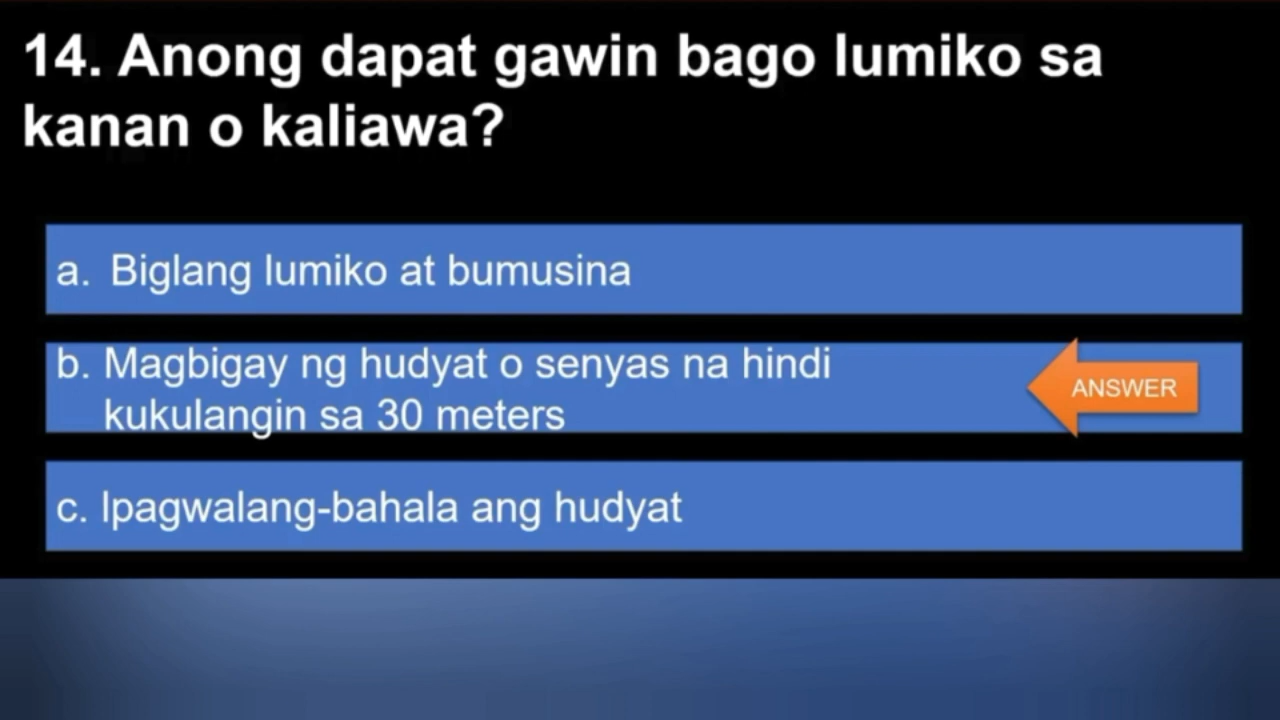 14. Anong dapat gawin bago lumiko sa
kanan o kaliawa?
a. Biglang lumiko at bumusina
b. Magbigay ng hudyat o senyas na hindi
kukulangin sa 30 meters
ANSWER
c. Ipagwalang-bahala ang hudyat